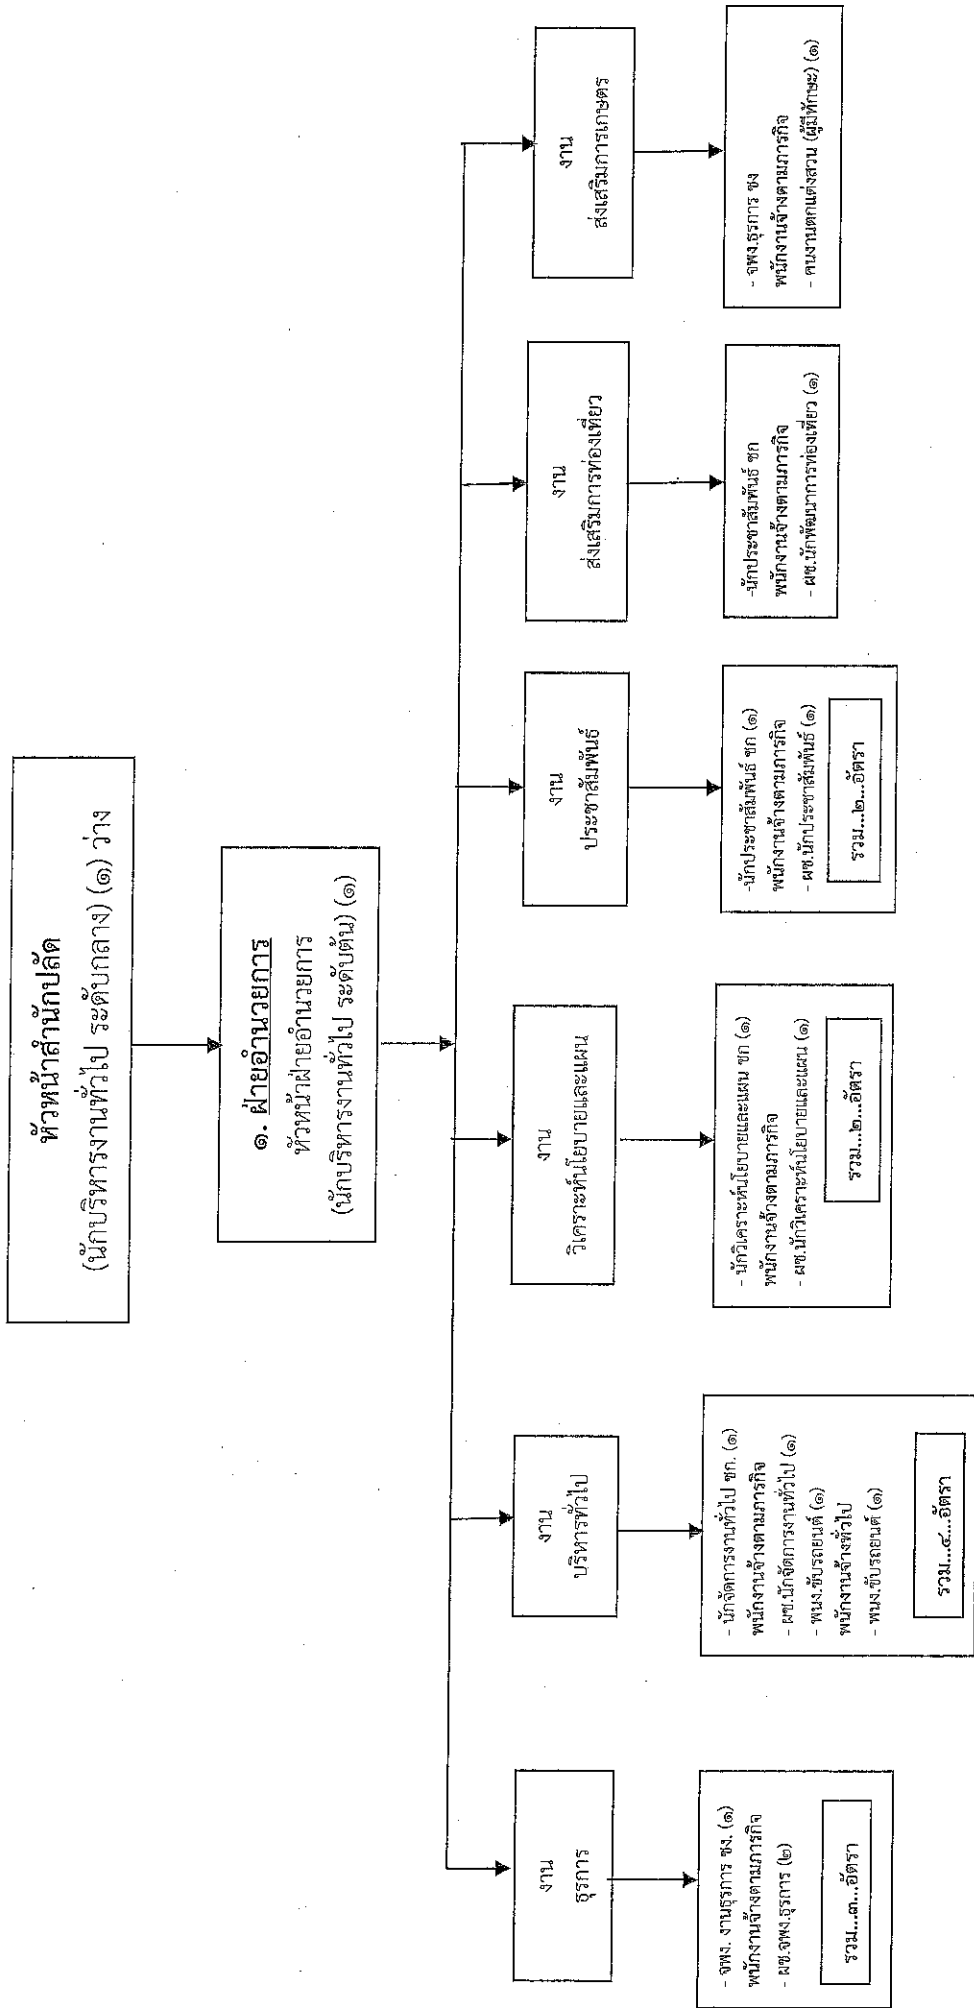 หัวหน้าสำนักปลัด
(นักบริหารงานทั่วไป ระดับกลาง) (๑) ว่าง
๑. ฝ่ายอำนวยการ
หัวหน้าฝ่ายอำนวยการ
(นักบริหารงานทั่วไป ระดับต้น) (๑)
งาน
ธุรการ
งาน
บริหารทั่วไป
งาน
วิเคราะห์นโยบายและแผน
งาน
ประชาสัมพันธ์
งาน
ส่งเสริมการท่องเที่ยว
งาน
ส่งเสริมการเกษตร
- จพง. งานธุรการ ชง. (๑)
พนักงานจ้างตามภารกิจ
- ผช.จพง.ธุรการ (๒)
รวม...๓...อัตรา
- นักจัดการงานทั่วไป ชก. (๑)
พนักงานจ้างตามภารกิจ
- ผช.นักจัดการงานทั่วไป (๑)
- พนง.ขับรถยนต์ (๑)
พนักงานจ้างทั่วไป
- พนง.ขับรถยนต์ (๑)
รวม...๔...อัตรา
- นักวิเคราะห์นโยบายและแผน ชก (๑)
พนักงานจ้างตามภารกิจ
- ผช.นักวิเคราะห์นโยบายและแผน (๑)
รวม...๒...อัตรา
-นักประชาสัมพันธ์ ชก (๑)
พนักงานจ้างตามภารกิจ
- ผช.นักประชาสัมพันธ์ (๑)
รวม...๒...อัตรา
-นักประชาสัมพันธ์ ชก
พนักงานจ้างตามภารกิจ
- ผช.นักพัฒนาการท่องเที่ยว (๑)
- จพง.ธุรการ ชง
พนักงานจ้างตามภารกิจ
- คนงานตกแต่งสวน (ผู้มีทักษะ) (๑)